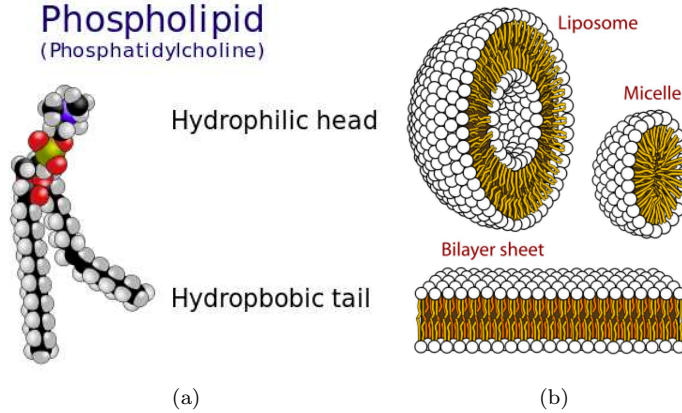 Phospholipid
(Phosphatidylcholine)
Hydrophilic head
Hydropbobic tail
(a)
Liposome
Micelle
Bilayer sheet
(b)